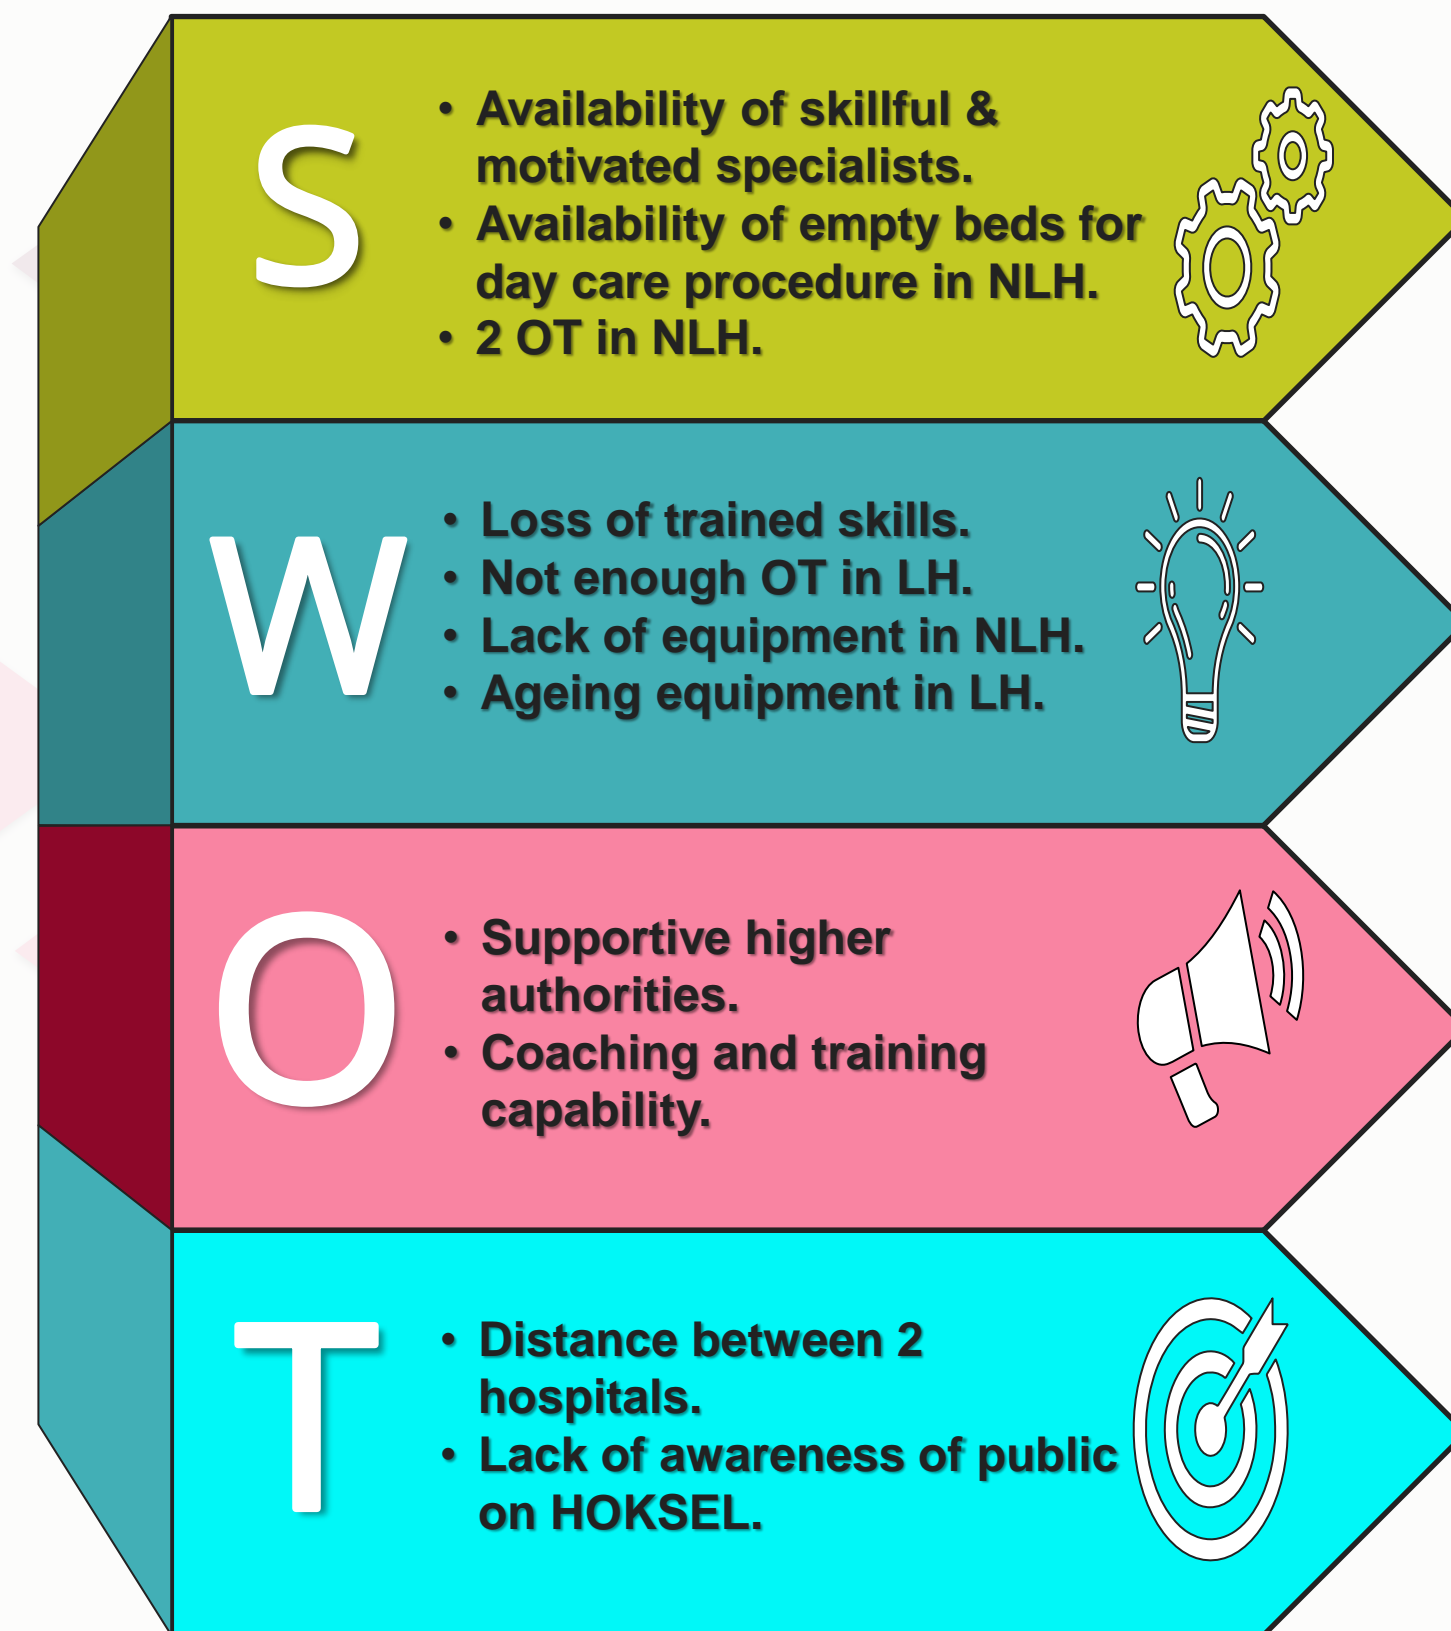 S
• Availability of skillful &
motivated specialists.
• Availability of empty beds for
day care procedure in NLH.
• 2 OT in NLH.
W
• Loss of trained skills.
• Not enough OT in LH.
• Lack of equipment in NLH.
• Ageing equipment in LH.
O
• Supportive higher
authorities.
• Coaching and training
capability.
T
• Distance between 2
hospitals.
• Lack of awareness of public
on HOKSEL.